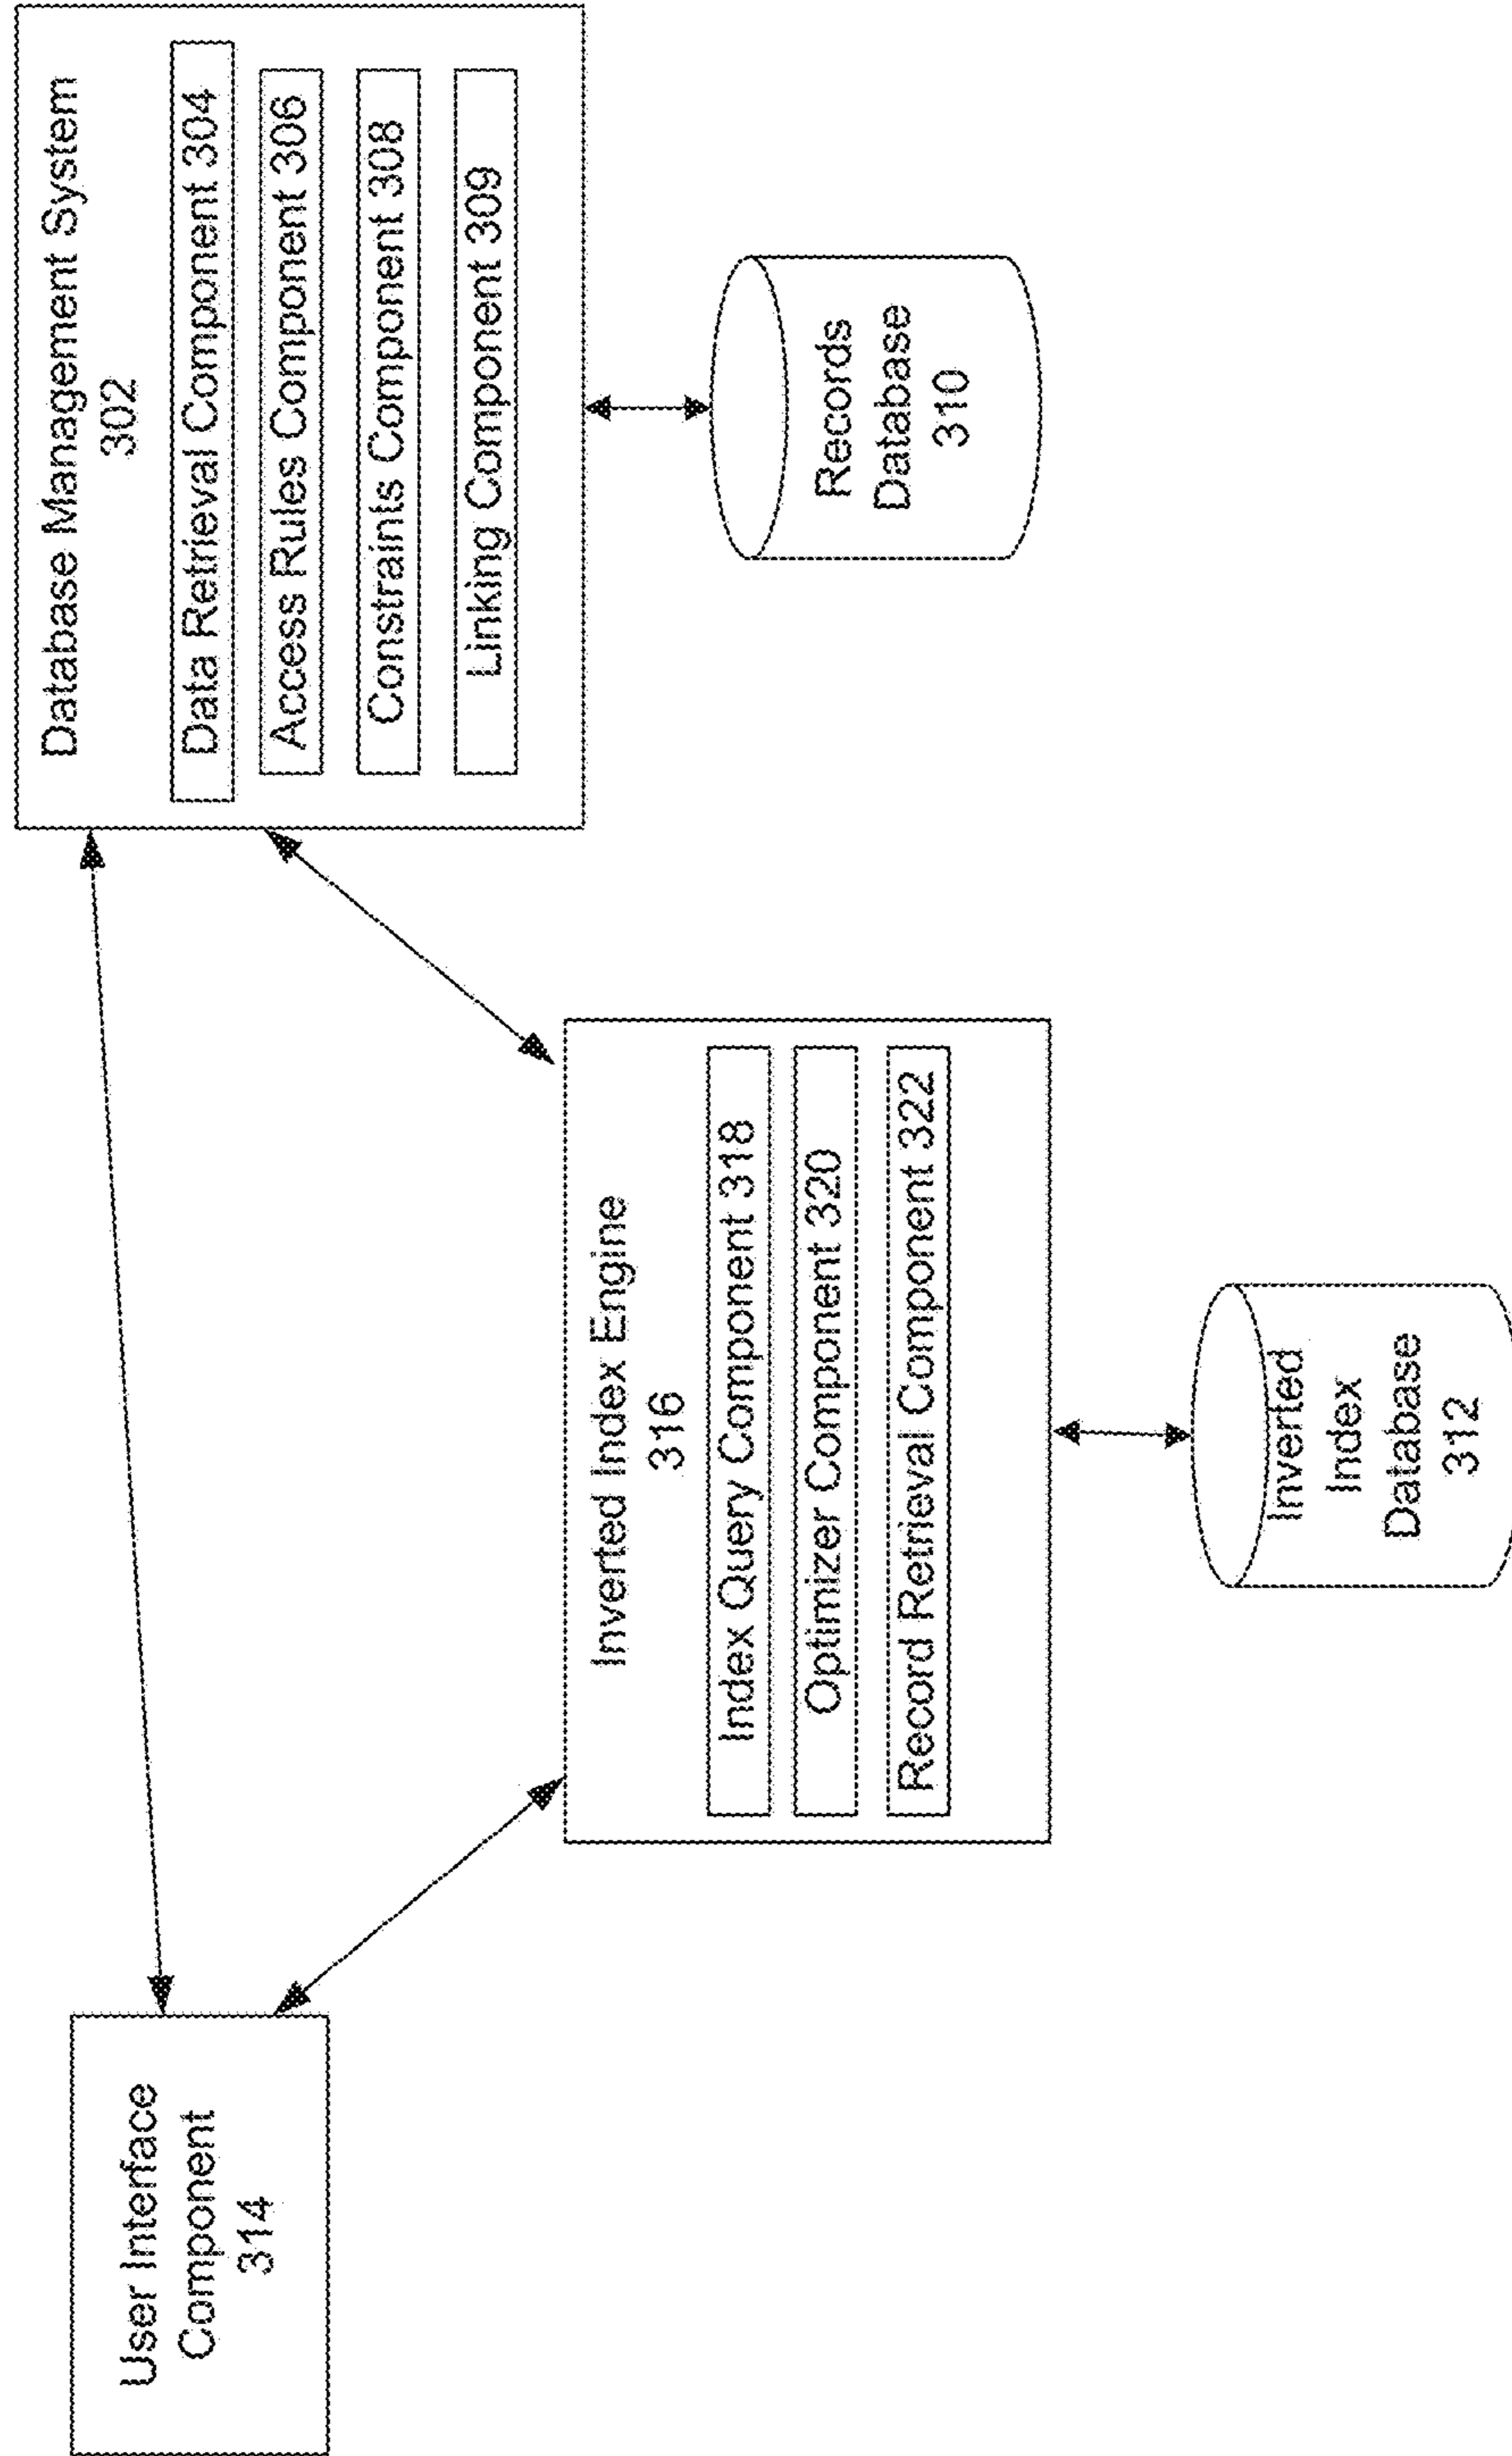 User Interface
Component
314
Inverted Index Engine
316
Index Query Component 318
Optimizer Component 320
Record Retrieval Component 322
Inverted
Index
Database
312
Database Management System
302
Data Retrieval Component 304
Access Rules Component 306
Constraints Component 308
Linking Component 309
Records
Database
310